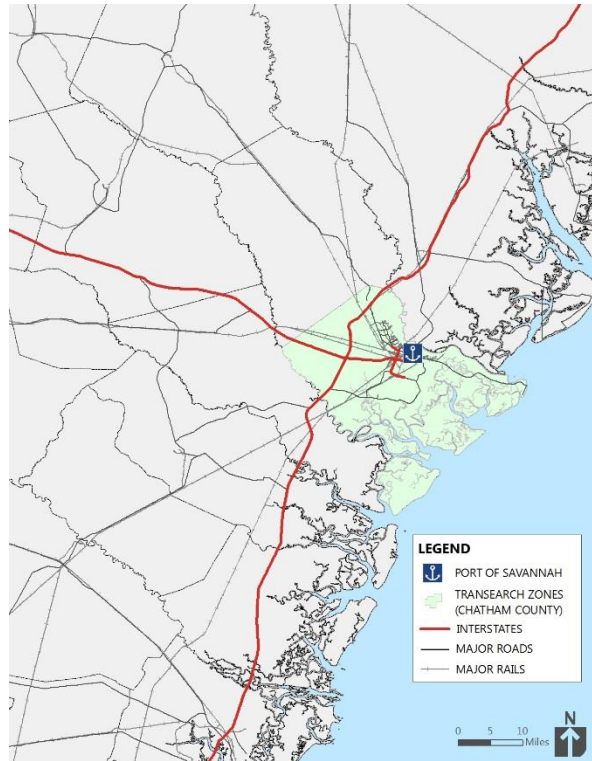 LEGEND
PORT OF SAVANNAH
TRANSEARCH ZONES
(CHATHAM COUNTY)
INTERSTATES
MAJOR ROADS
MAJOR RAILS
N
0 5 10
Miles